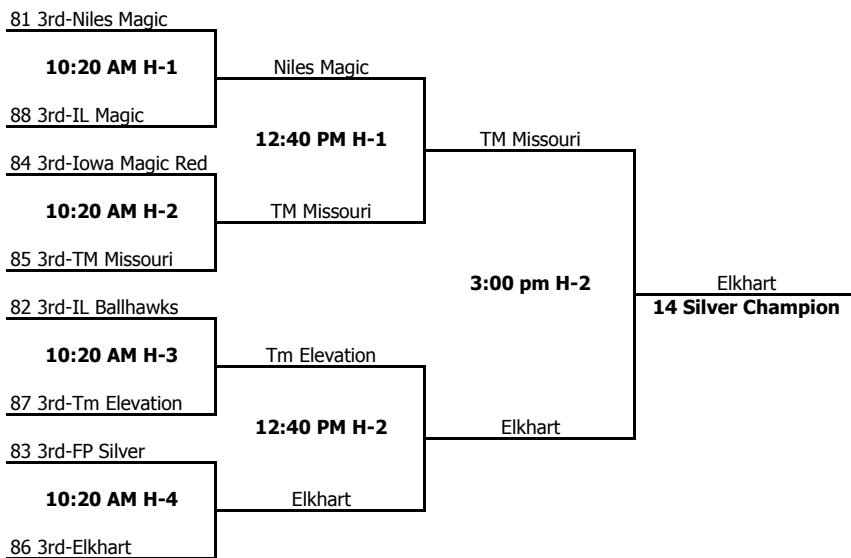 81 3rd-Niles Magic
10:20 AM H-1
Niles Magic
88 3rd-IL Magic
12:40 PM H-1
TM Missouri
84 3rd-Iowa Magic Red
10:20 AM H-2
TM Missouri
85 3rd-TM Missouri
3:00 pm H-2
Elkhart
82 3rd-IL Ballhawks
14 Silver Champion
10:20 AM H-3
Tm Elevation
87 3rd-Tm Elevation
12:40 PM H-2
Elkhart
83 3rd-FP Silver
10:20 AM H-4
Elkhart
86 3rd-Elkhart